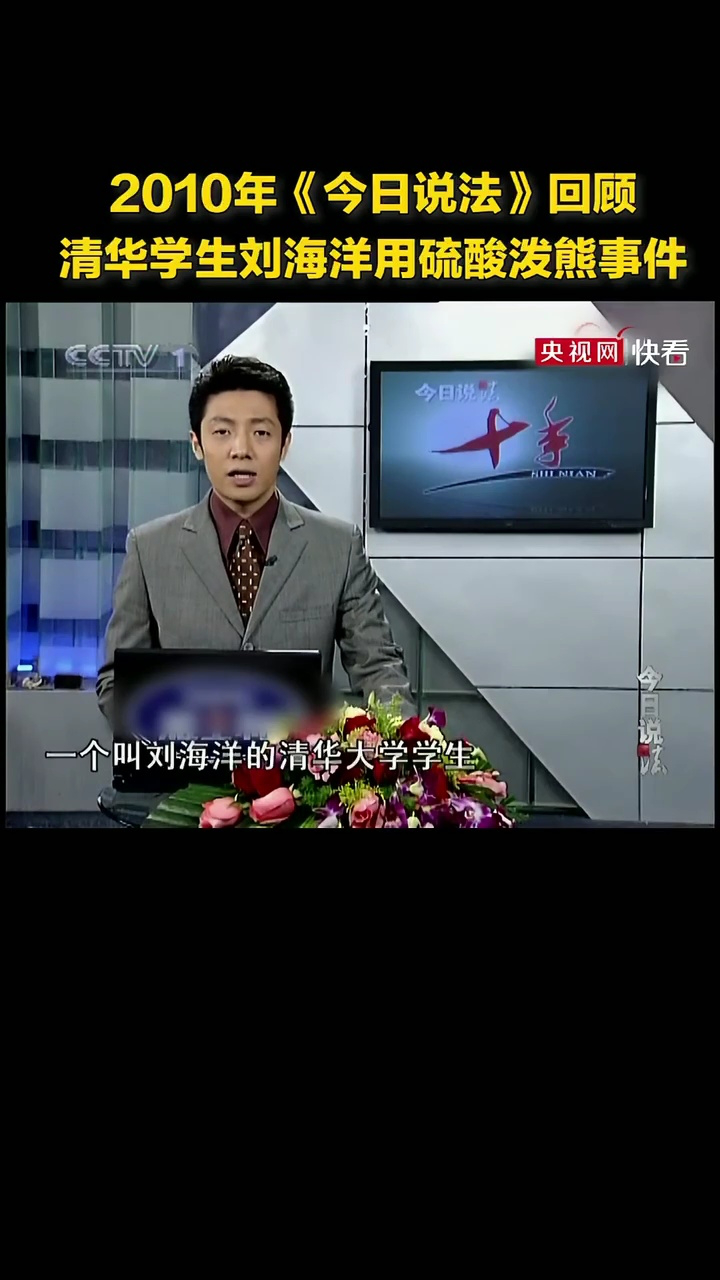 2010年《今日说法》回顾
清华学生刘海洋用硫酸泼熊事件
CCTV 1
央视网 快看
今日说法
十年
SHI NIAN
今日说法
一个叫刘海洋的清华大学学生